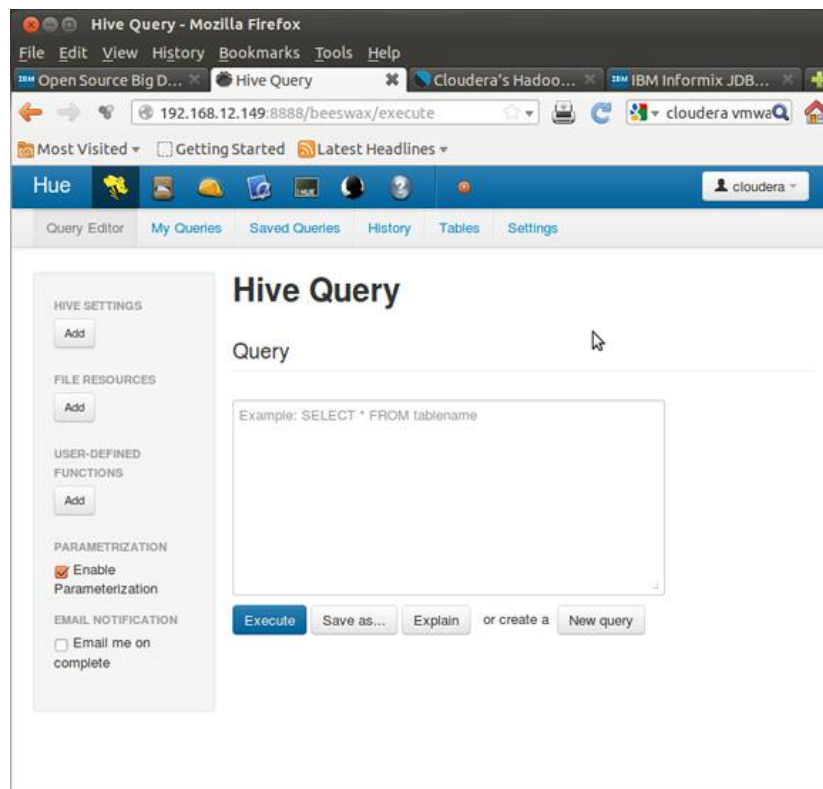 Hive Query - Mozilla Firefox
File Edit View History Bookmarks Tools Help
IBM Open Source Big D... Hive Query Cloudera's Hadoo... IBM IBM Informix JDB...
192.168.12.149:8888/beeswax/execute cloudera vmwa
Most Visited Getting Started Latest Headlines
Hue cloudera
Query Editor My Queries Saved Queries History Tables Settings
Hive Query
HIVE SETTINGS
Add
Query
FILE RESOURCES
Add
Example: SELECT * FROM tablename
USER-DEFINED
FUNCTIONS
Add
PARAMETRIZATION
Enable
Parameterization
EMAIL NOTIFICATION
Email me on
complete
Execute Save as... Explain or create a New query